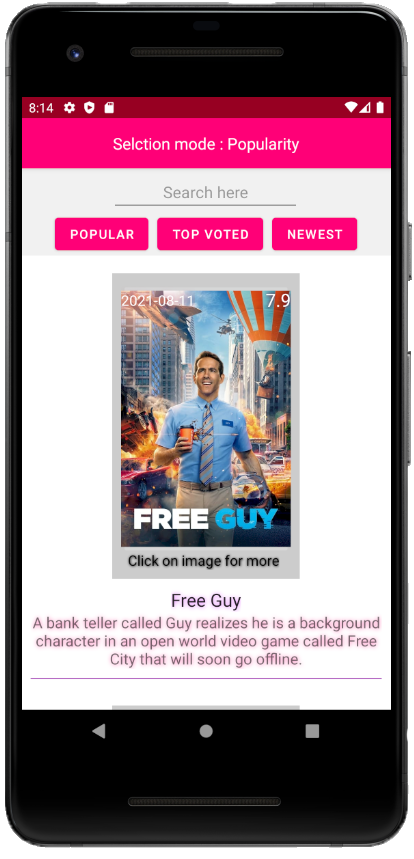 8:14
Selction mode : Popularity
Search here
POPULAR TOP VOTED NEWEST
2021-08-11 7.9
FREE GUY
Click on image for more
Free Guy
A bank teller called Guy realizes he is a background
character in an open world video game called Free
City that will soon go offline.